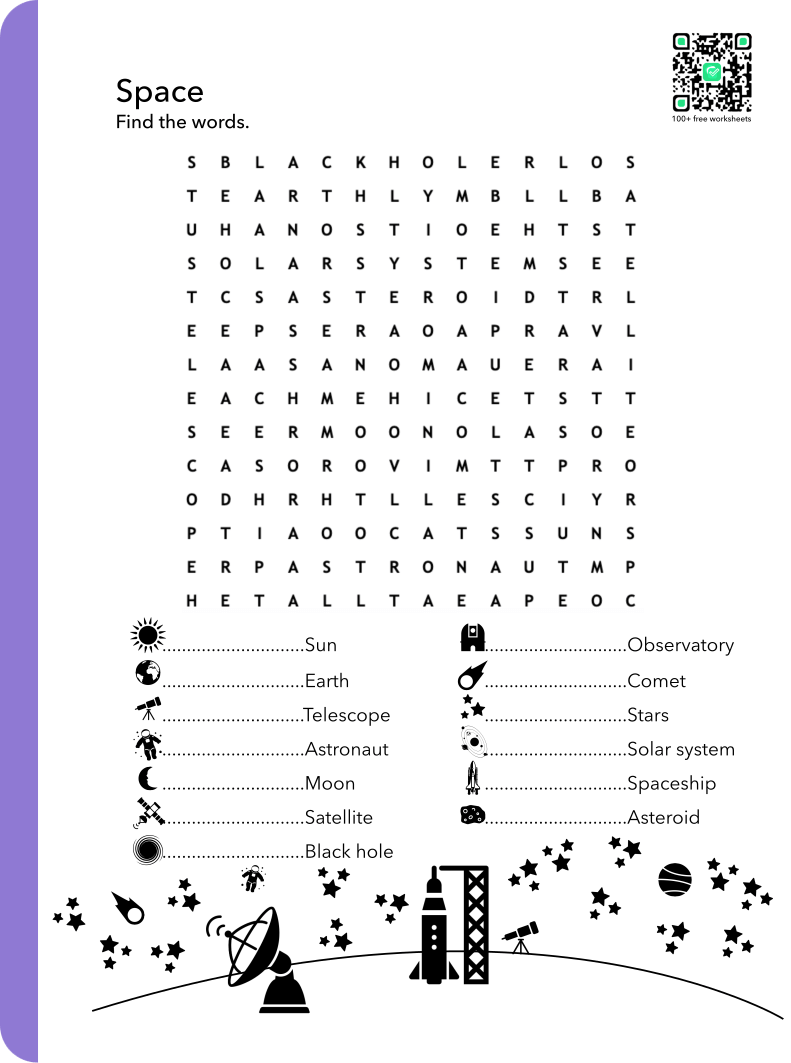 100+ free worksheets
Space
Find the words.
S B L A C K H O L E R L O S
T E A R T H L Y M B L L B A
U H A N O S T I O E H T S T
S O L A R S Y S T E M S E E
T C S A S T E R O I D T R L
E E P S E R A O A P R A V L
L A A S A N O M A U E R A I
E A C H M E H I C E T S T T
S E E R M O O N O L A S O E
C A S O R O V I M T T P R O
O D H R H T L L E S C I Y R
P T I A O O C A T S S U N S
E R P A S T R O N A U T M P
H E T A L L T A E A P E O C
............................Sun
............................Earth
............................Telescope
............................Astronaut
............................Moon
............................Satellite
............................Black hole
............................Observatory
............................Comet
............................Stars
............................Solar system
............................Spaceship
............................Asteroid